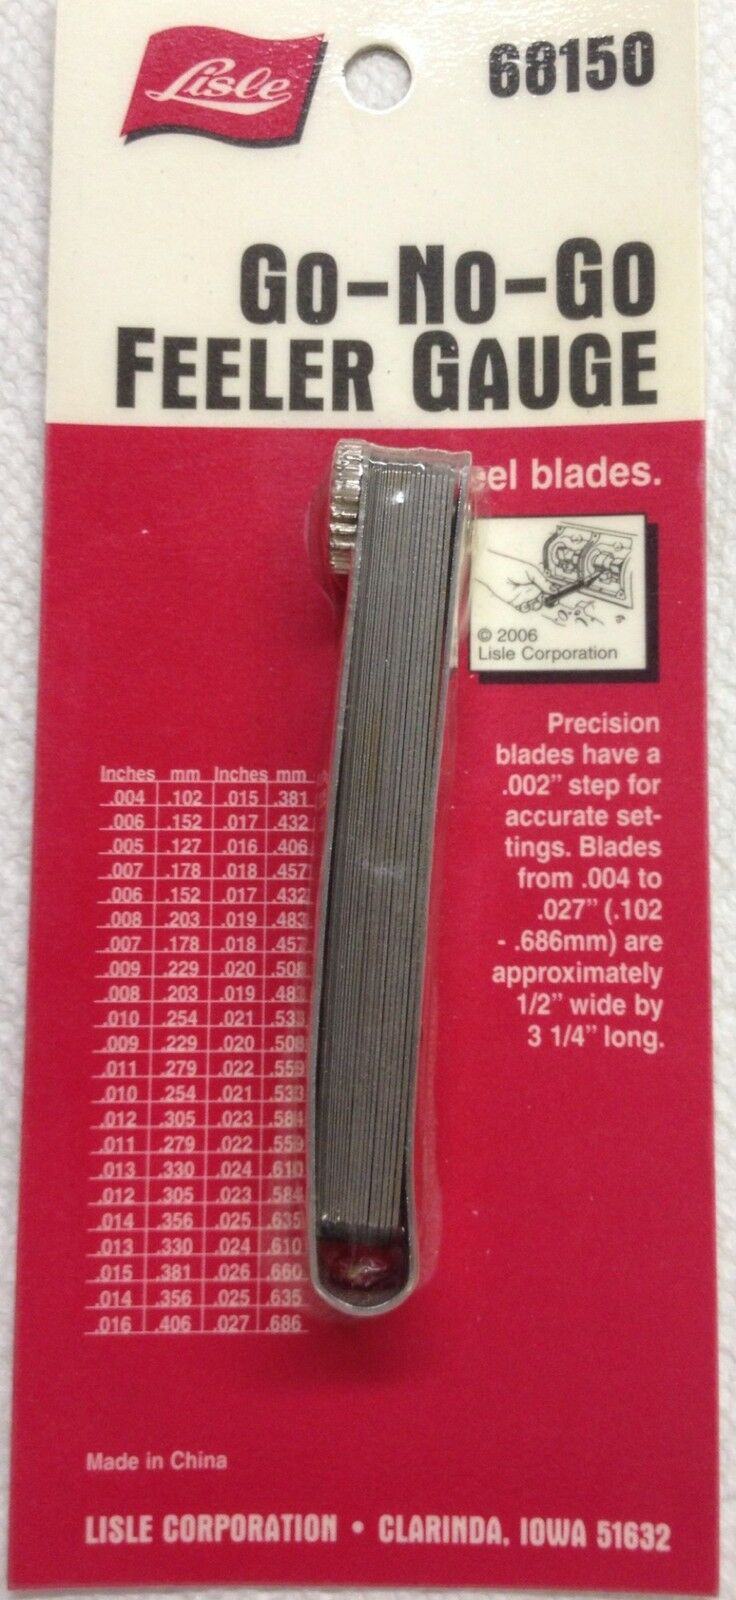 Lisle
68150
GO-NO-GO
FEELER GAUGE
eel blades.
© 2006
Lisle Corporation
Precision
blades have a
.002" step for
accurate set-
tings. Blades
from .004 to
.027" (.102
- .686mm) are
approximately
1/2" wide by
3 1/4" long.
Inches mm Inches mm
.004 .102 .015 .381
.006 .152 .017 .432
.005 .127 .016 .406
.007 .178 .018 .457
.006 .152 .017 .432
.008 .203 .019 .483
.007 .178 .018 .457
.009 .229 .020 .508
.008 .203 .019 .483
.010 .254 .021 .533
.009 .229 .020 .508
.011 .279 .022 .559
.010 .254 .021 .533
.012 .305 .023 .584
.011 .279 .022 .559
.013 .330 .024 .610
.012 .305 .023 .584
.014 .356 .025 .635
.013 .330 .024 .610
.015 .381 .026 .660
.014 .356 .025 .635
.016 .406 .027 .686
Made in China
LISLE CORPORATION • CLARINDA, IOWA 51632